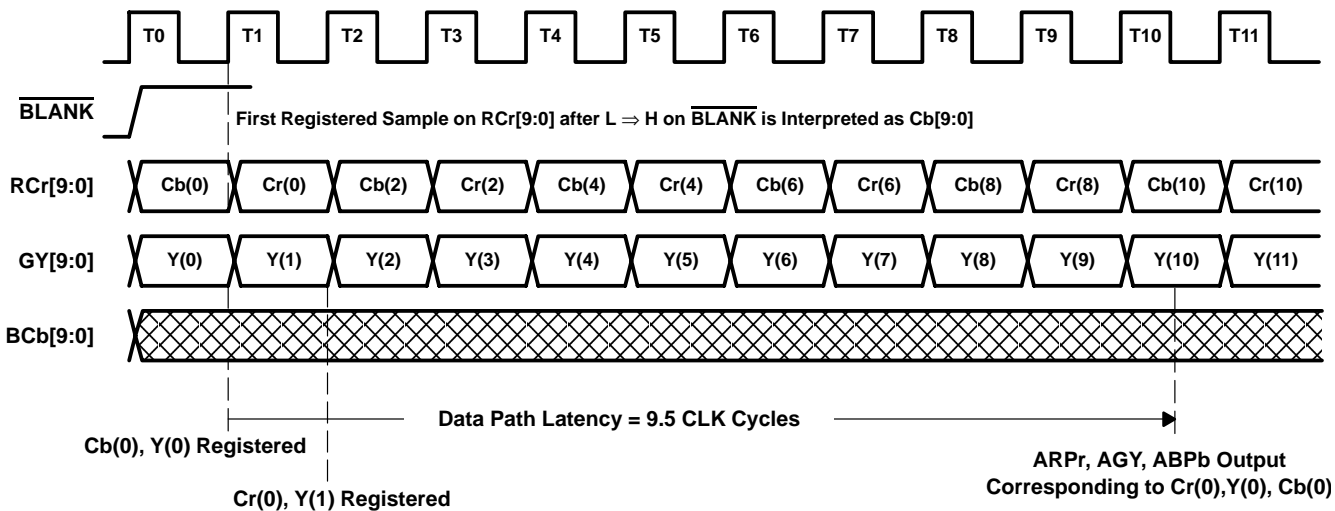 T0 T1 T2 T3 T4 T5 T6 T7 T8 T9 T10 T11
BLANK
First Registered Sample on RCr[9:0] after L ⇒ H on BLANK is Interpreted as Cb[9:0]
RCr[9:0] Cb(0) Cr(0) Cb(2) Cr(2) Cb(4) Cr(4) Cb(6) Cr(6) Cb(8) Cr(8) Cb(10) Cr(10)
GY[9:0] Y(0) Y(1) Y(2) Y(3) Y(4) Y(5) Y(6) Y(7) Y(8) Y(9) Y(10) Y(11)
BCb[9:0]
Data Path Latency = 9.5 CLK Cycles
Cb(0), Y(0) Registered
Cr(0), Y(1) Registered
ARPr, AGY, ABPb Output
Corresponding to Cr(0),Y(0), Cb(0)